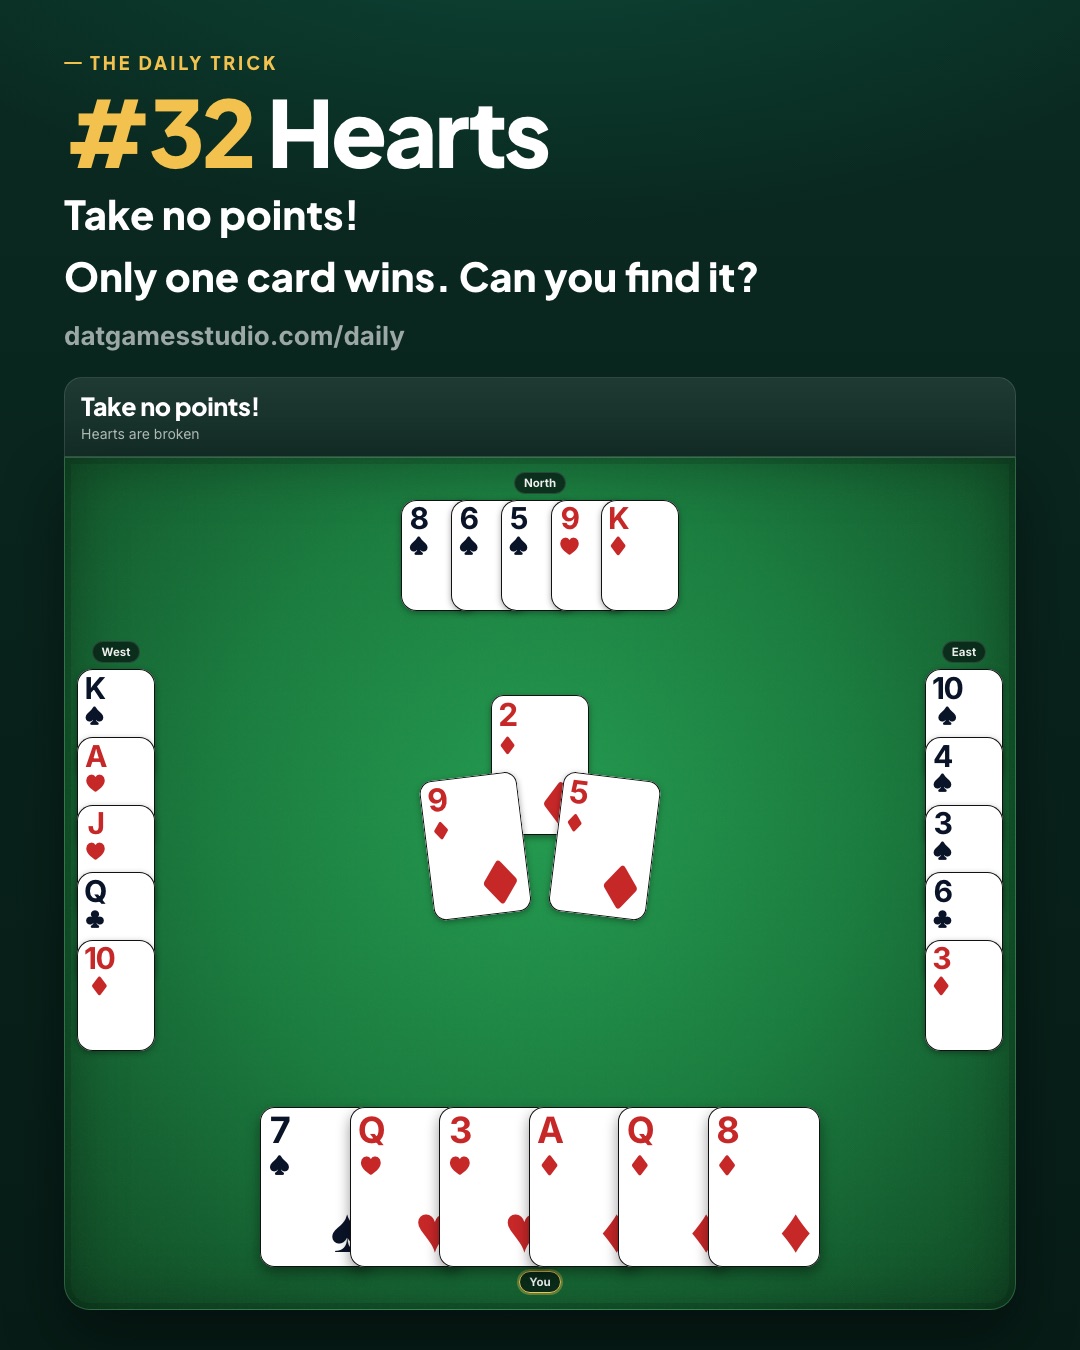 — THE DAILY TRICK
#32 Hearts
Take no points!
Only one card wins. Can you find it?
datgamesstudio.com/daily
Take no points!
Hearts are broken
North
8♠ 6♠ 5♠ 9♥ K♦
West
K♠
A♥
J♥
Q♣
10♦
East
10♠
4♠
3♠
6♣
3♦
2♦
9♦
5♦
7♠ Q♥ 3♥ A♦ Q♦ 8♦
You